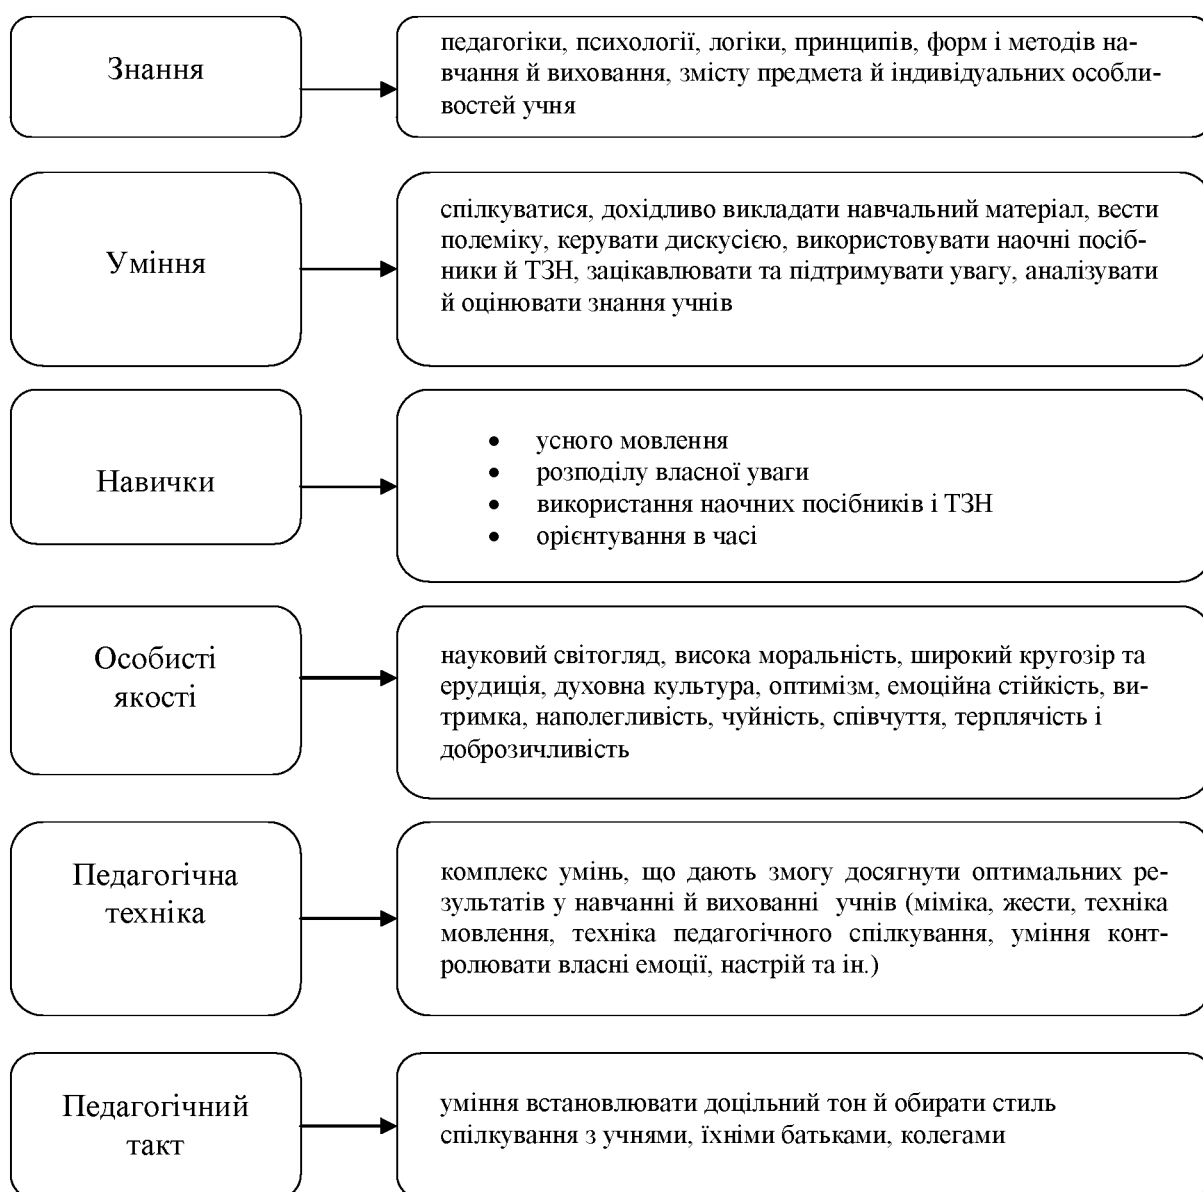 Знання
педагогіки, психології, логіки, принципів, форм і методів на-
вчання й виховання, змісту предмета й індивідуальних особли-
востей учня
Уміння
спілкуватися, дохідливо викладати навчальний матеріал, вести
полеміку, керувати дискусією, використовувати наочні посіб-
ники й ТЗН, зацікавлювати та підтримувати увагу, аналізувати
й оцінювати знання учнів
Навички
• усного мовлення
• розподілу власної уваги
• використання наочних посібників і ТЗН
• орієнтування в часі
Особисті
якості
науковий світогляд, висока моральність, широкий кругозір та
ерудиція, духовна культура, оптимізм, емоційна стійкість, ви-
тримка, наполегливість, чуйність, співчуття, терплячість і
доброзичливість
Педагогічна
техніка
комплекс умінь, що дають змогу досягнути оптимальних ре-
зультатів у навчанні й вихованні учнів (міміка, жести, техніка
мовлення, техніка педагогічного спілкування, уміння конт-
ролювати власні емоції, настрій та ін.)
Педагогічний
такт
уміння встановлювати доцільний тон й обирати стиль
спілкування з учнями, їхніми батьками, колегами